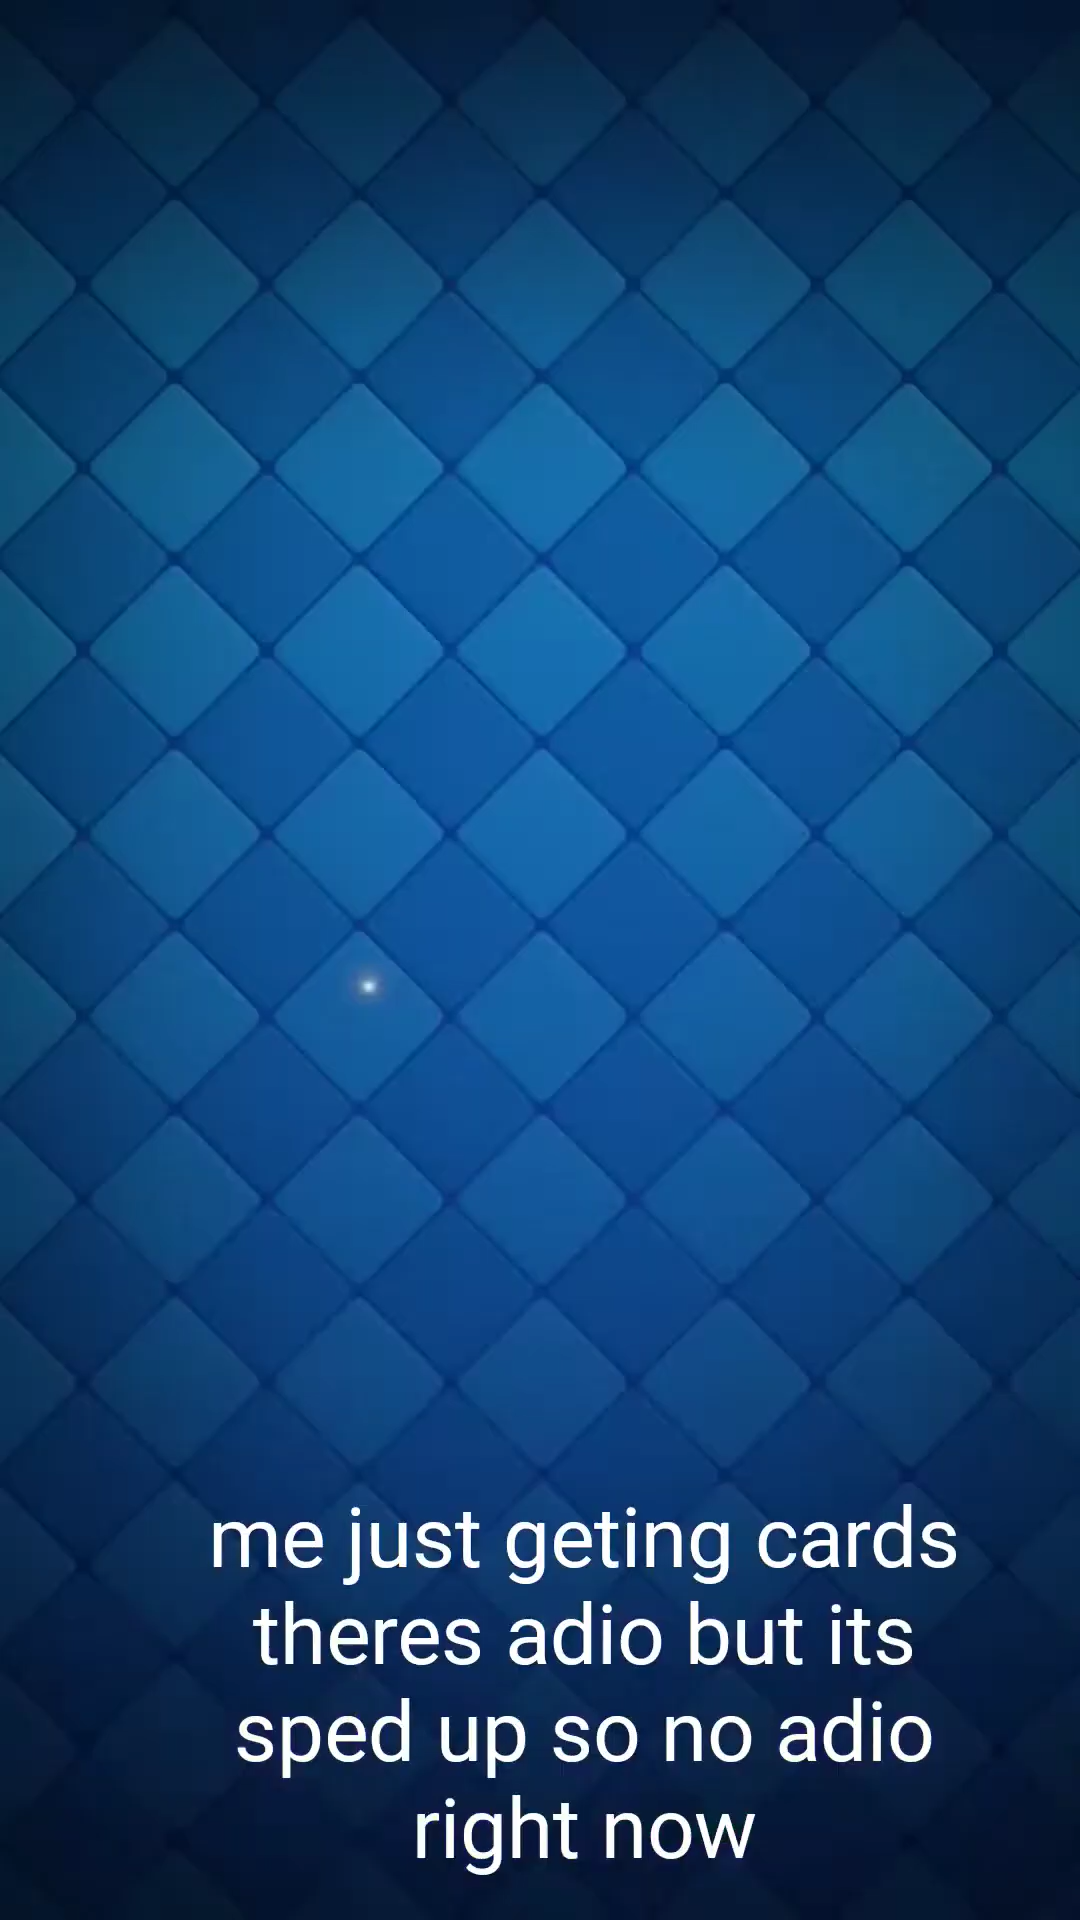 me just geting cards
theres adio but its
sped up so no adio
right now